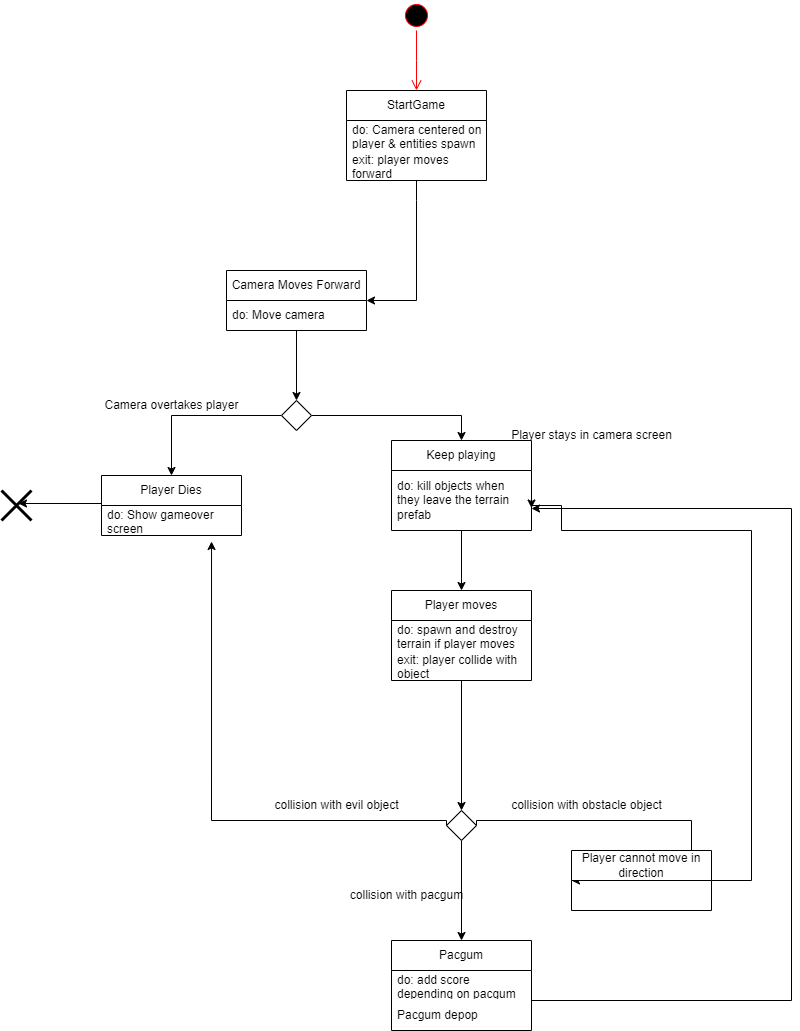 StartGame
do: Camera centered on
player & entities spawn
exit: player moves
forward
Camera Moves Forward
do: Move camera
Camera overtakes player
Player stays in camera screen
Keep playing
do: kill objects when
they leave the terrain
prefab
Player Dies
do: Show gameover
screen
Player moves
do: spawn and destroy
terrain if player moves
exit: player collide with
object
collision with evil object
collision with obstacle object
Player cannot move in
direction
collision with pacgum
Pacgum
do: add score
depending on pacgum
Pacgum depop